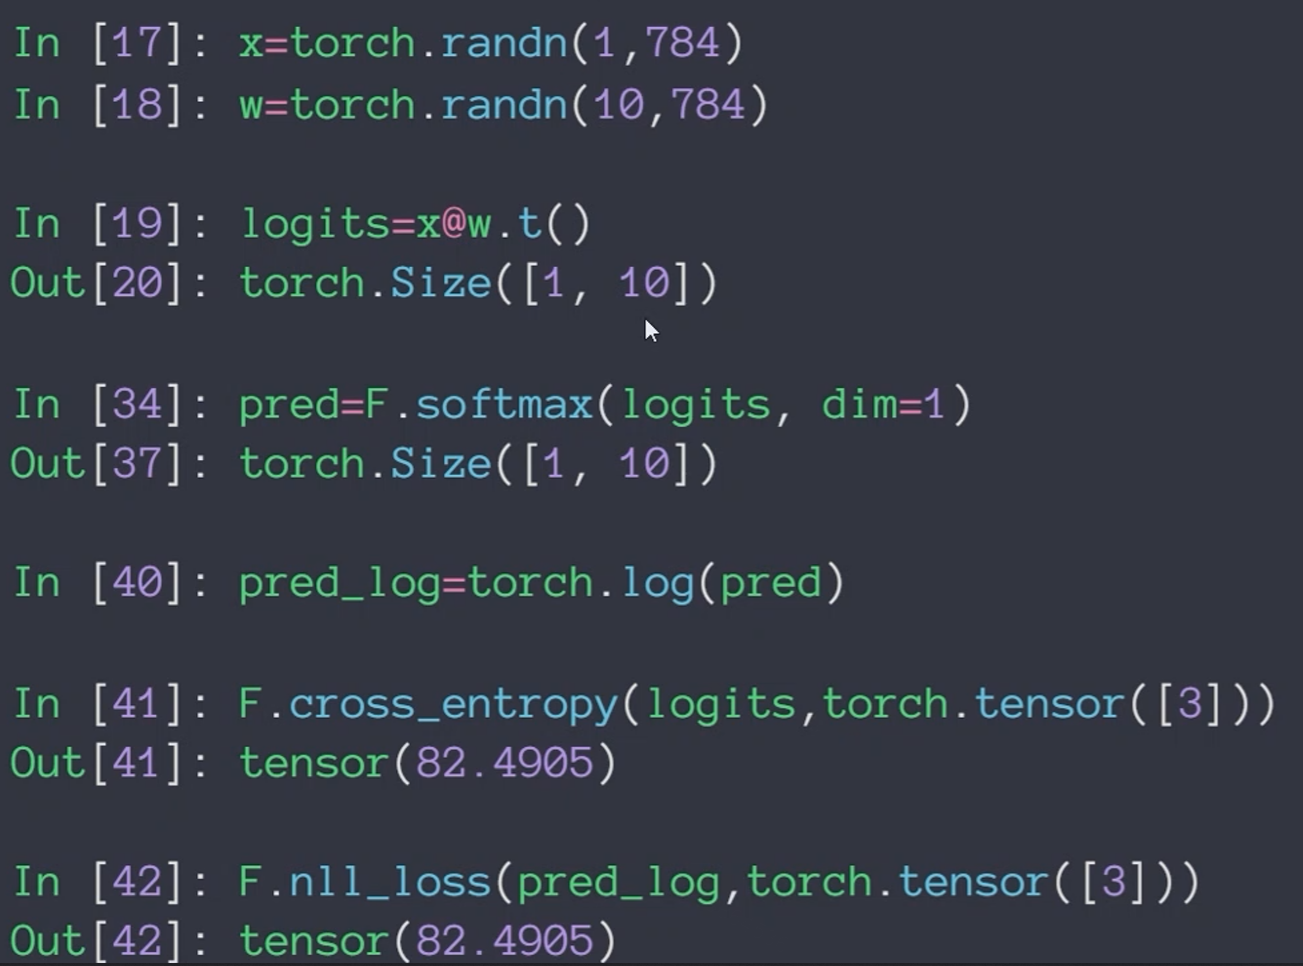 In [17]: x=torch.randn(1,784)
In [18]: w=torch.randn(10,784)
In [19]: logits=x@w.t()
Out[20]: torch.Size([1, 10])
In [34]: pred=F.softmax(logits, dim=1)
Out[37]: torch.Size([1, 10])
In [40]: pred_log=torch.log(pred)
In [41]: F.cross_entropy(logits,torch.tensor([3]))
Out[41]: tensor(82.4905)
In [42]: F.nll_loss(pred_log,torch.tensor([3]))
Out[42]: tensor(82.4905)